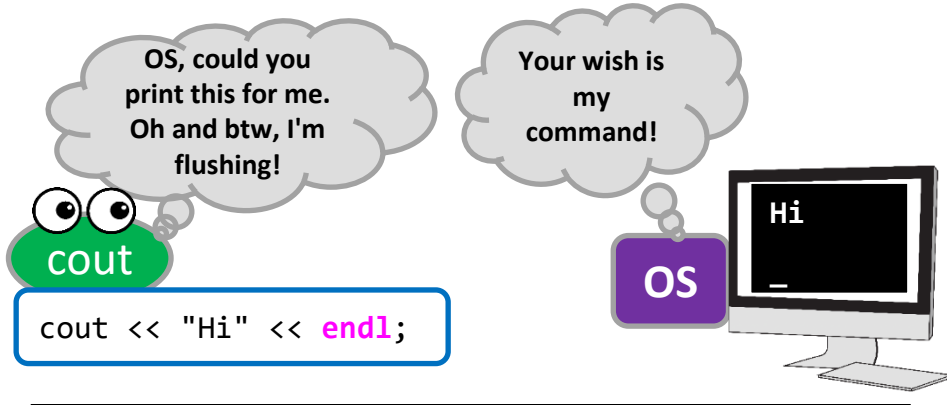 OS, could you
print this for me.
Oh and btw, I'm
flushing!
Your wish is
my
command!
cout
cout << "Hi" << endl;
OS
Hi
_